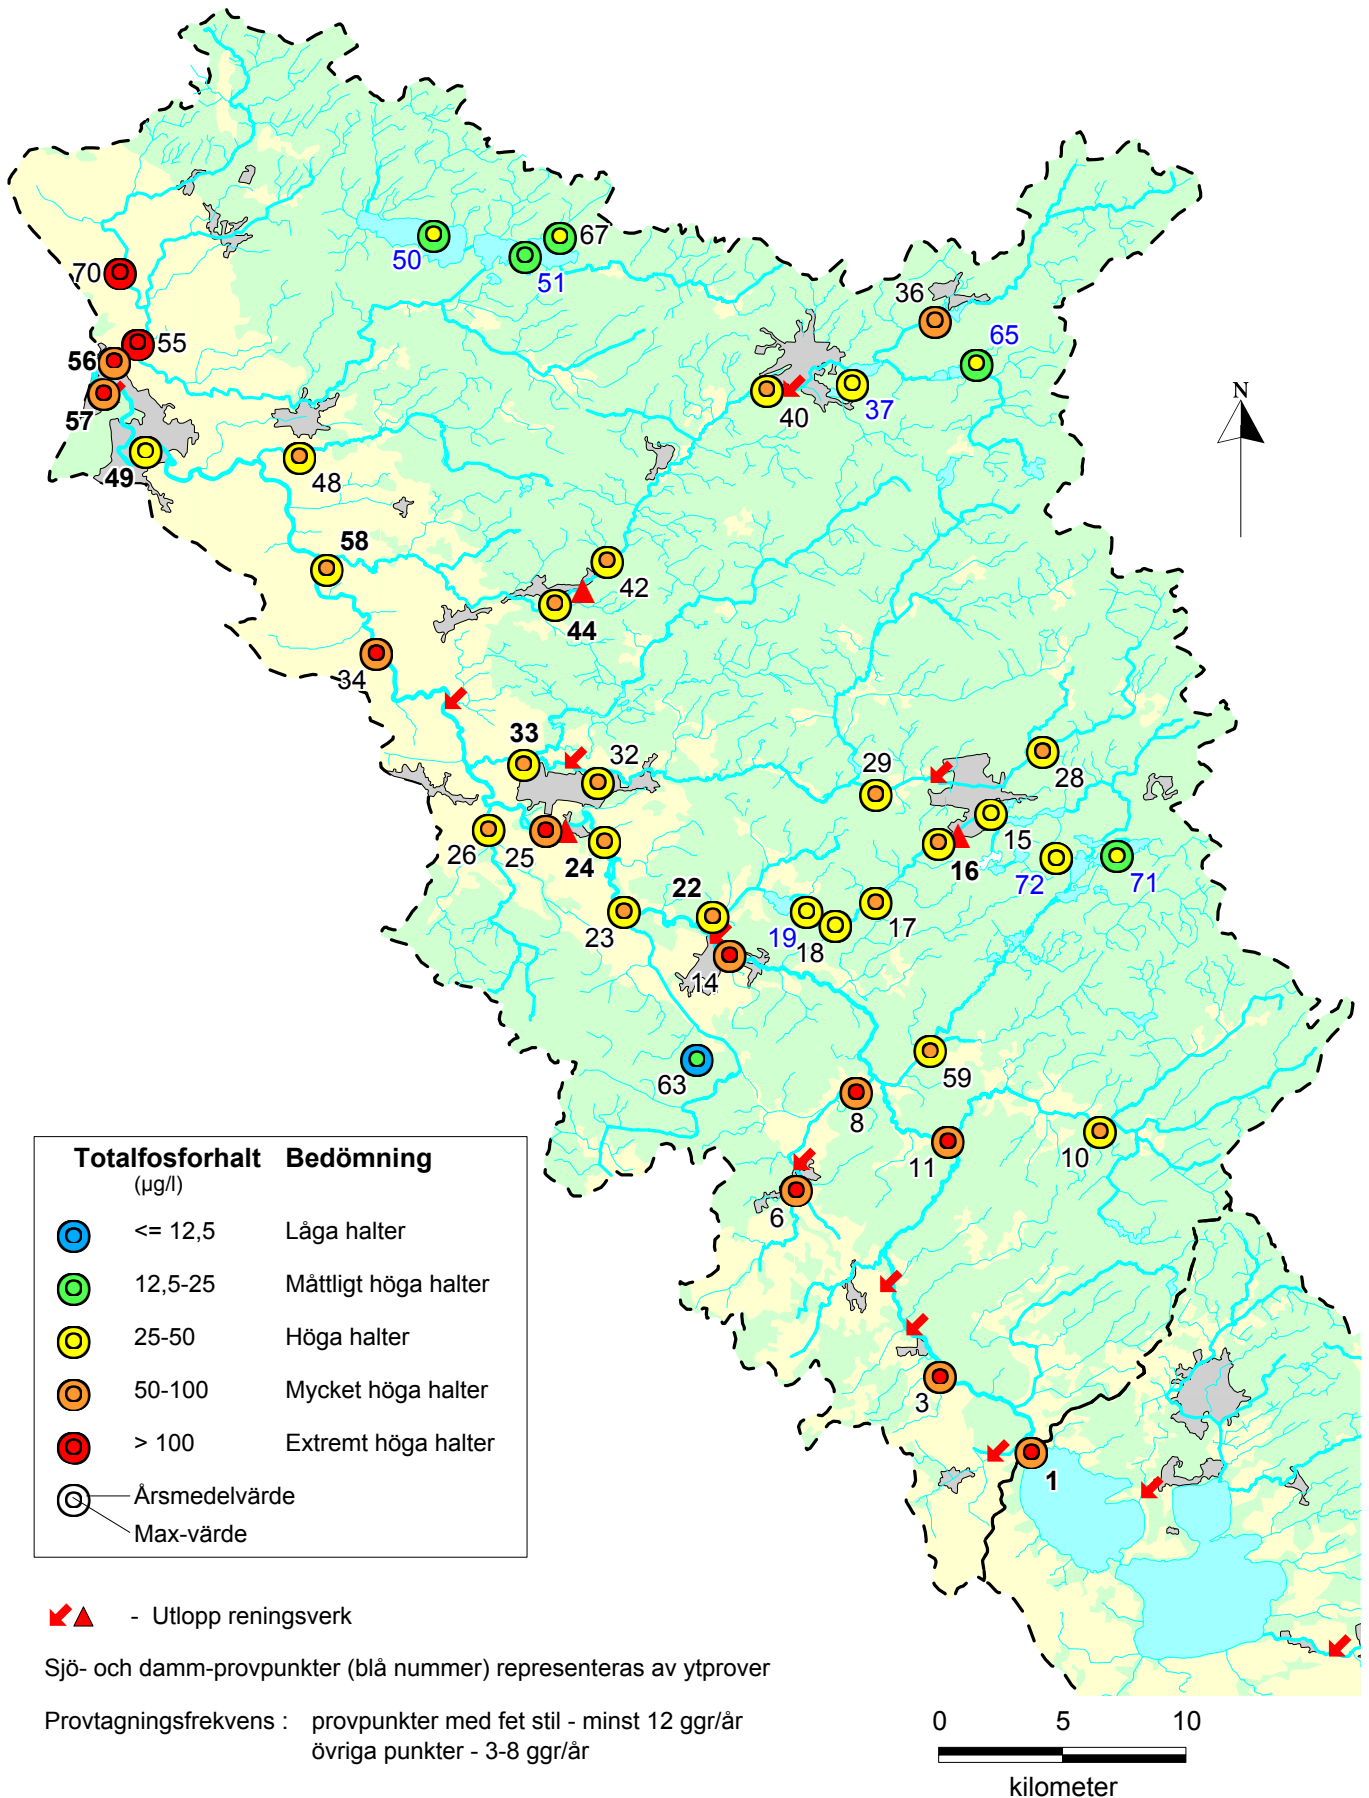 67
50
51
70
36
55
65
56
57
40
37
49
48
58
42
44
34
33
32
29
28
26
25
24
15
16
72
71
22
23
19
18
17
14
63
59
8
11
10
6
3
1
N
Totalfosforhalt Bedömning
(µg/l)
<= 12,5 Låga halter
12,5-25 Måttligt höga halter
25-50 Höga halter
50-100 Mycket höga halter
> 100 Extremt höga halter
Årsmedelvärde
Max-värde
- Utlopp reningsverk
Sjö- och damm-provpunkter (blå nummer) representeras av ytprover
Provtagningsfrekvens : provpunkter med fet stil - minst 12 ggr/år
övriga punkter - 3-8 ggr/år
0 5 10
kilometer